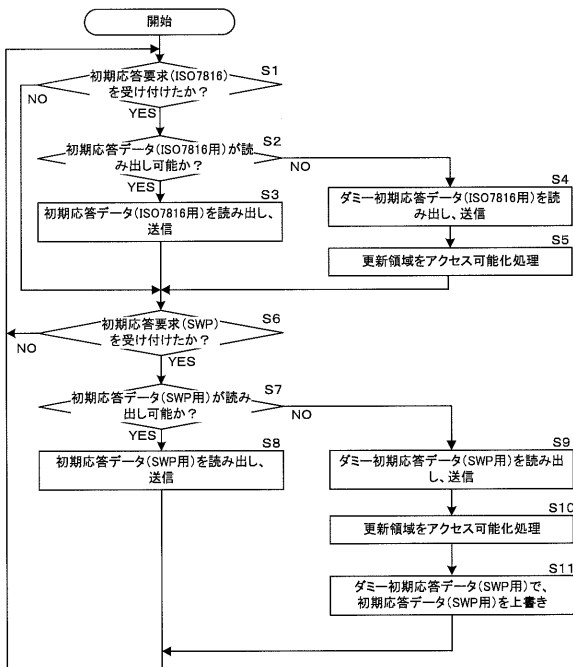 開始
初期応答要求(ISO7816)
を受け付けたか？
S1
NO
YES
初期応答データ(ISO7816用)が読
み出し可能か？
S2
NO
YES
初期応答データ(ISO7816用)を読み出し、
送信
S3
S4
ダミー初期応答データ(ISO7816用)を読
み出し、送信
S5
更新領域をアクセス可能化処理
初期応答要求(SWP)
を受け付けたか？
S6
NO
YES
初期応答データ(SWP用)が読み
出し可能か？
S7
NO
YES
初期応答データ(SWP用)を読み出し、
送信
S8
S9
ダミー初期応答データ(SWP用)を読み出
し、送信
S10
更新領域をアクセス可能化処理
S11
ダミー初期応答データ(SWP用)で、
初期応答データ(SWP用)を上書き